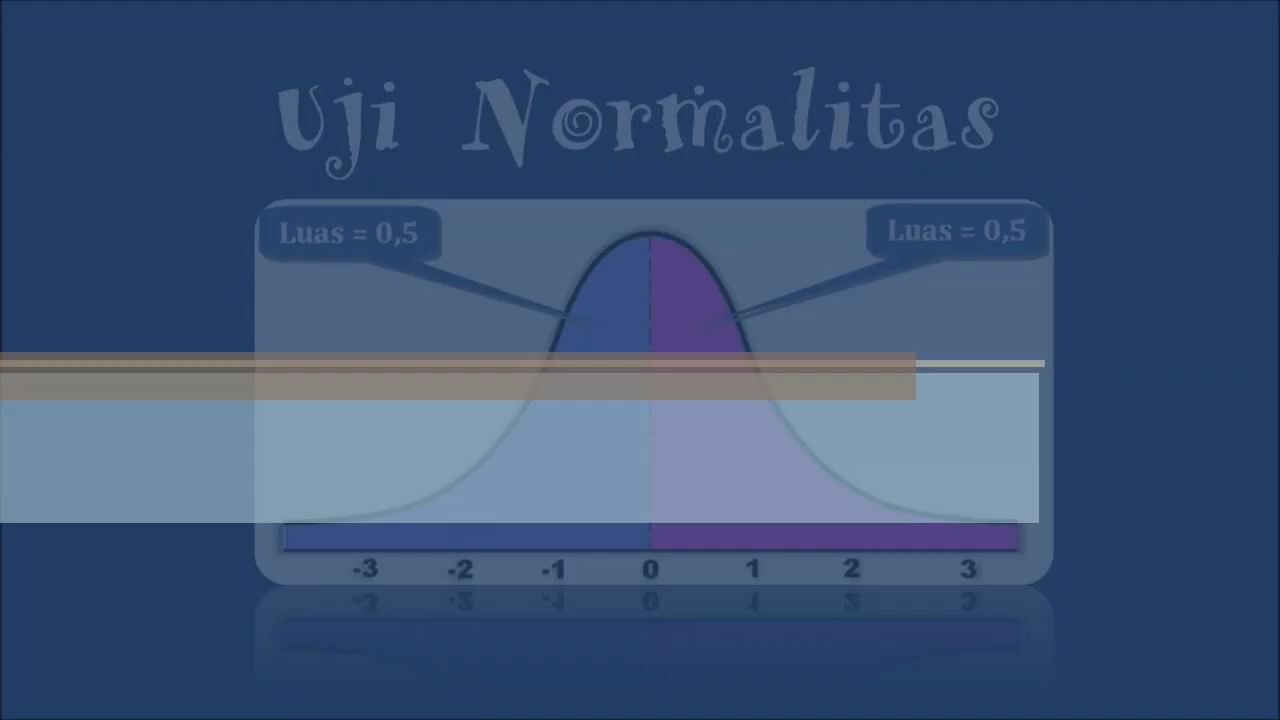 Uji Normalitas
Luas = 0,5
Luas = 0,5
-3 -2 -1 0 1 2 3